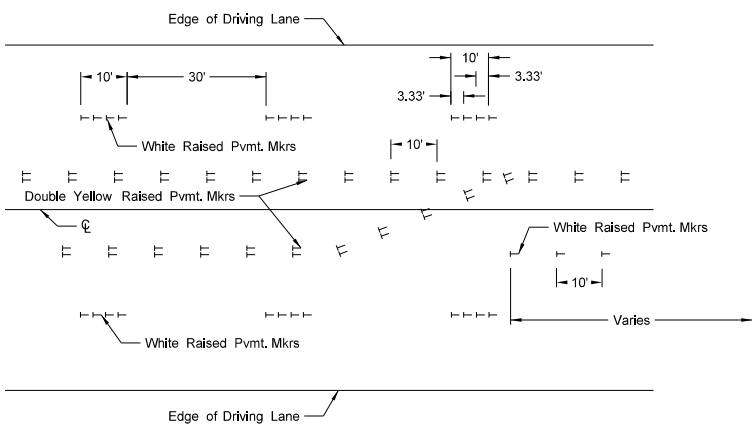 Edge of Driving Lane
10'
30'
10'
3.33'
3.33'
White Raised Pvmt. Mkrs
10'
Double Yellow Raised Pvmt. Mkrs
℄
White Raised Pvmt. Mkrs
10'
Varies
White Raised Pvmt. Mkrs
Edge of Driving Lane